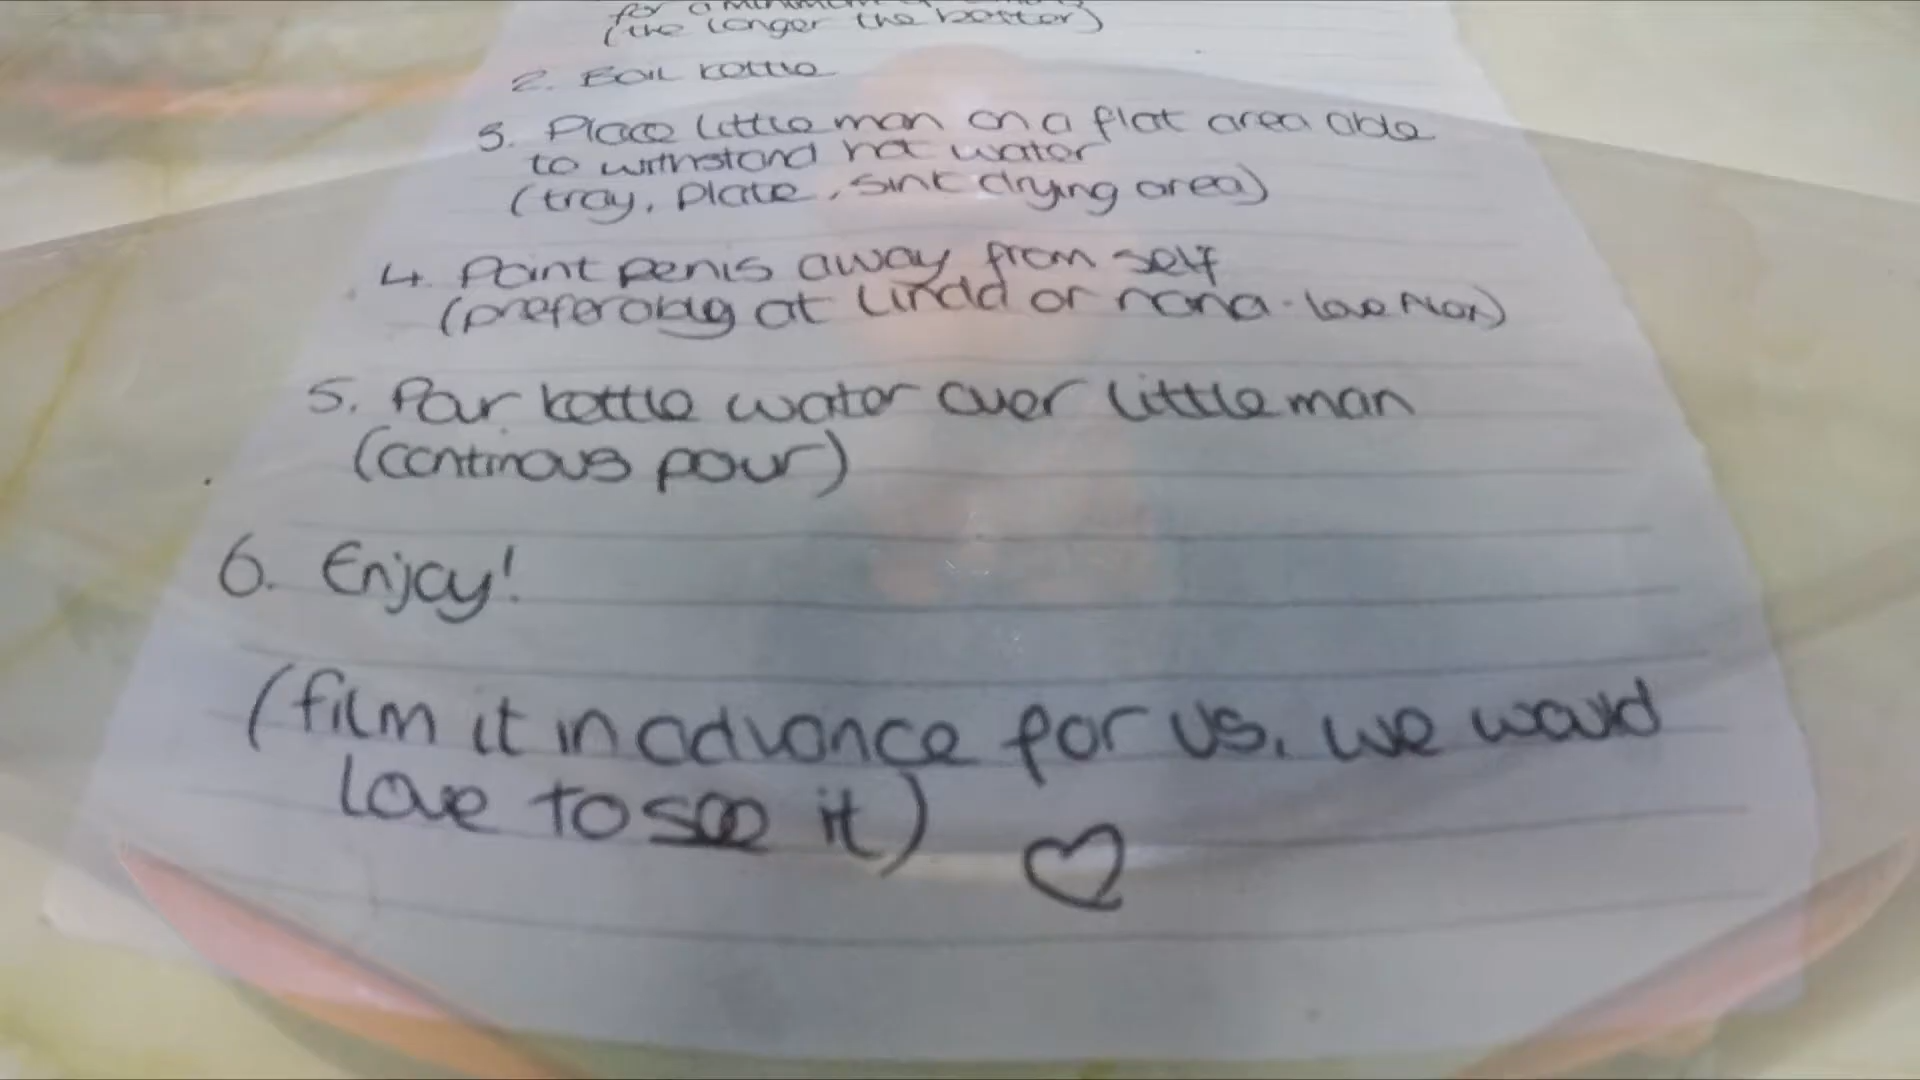 for a minimum
(the longer the better)
2. Boil kettle
3. Place little man on a flat area able
to withstand hot water
(tray, plate, sink drying area)
4. Point penis away from self
(preferably at Linda or nana - love Alex)
5. Pour kettle water over little man
(continous pour)
6. Enjoy!
(film it in advance for us, we would
love to see it)